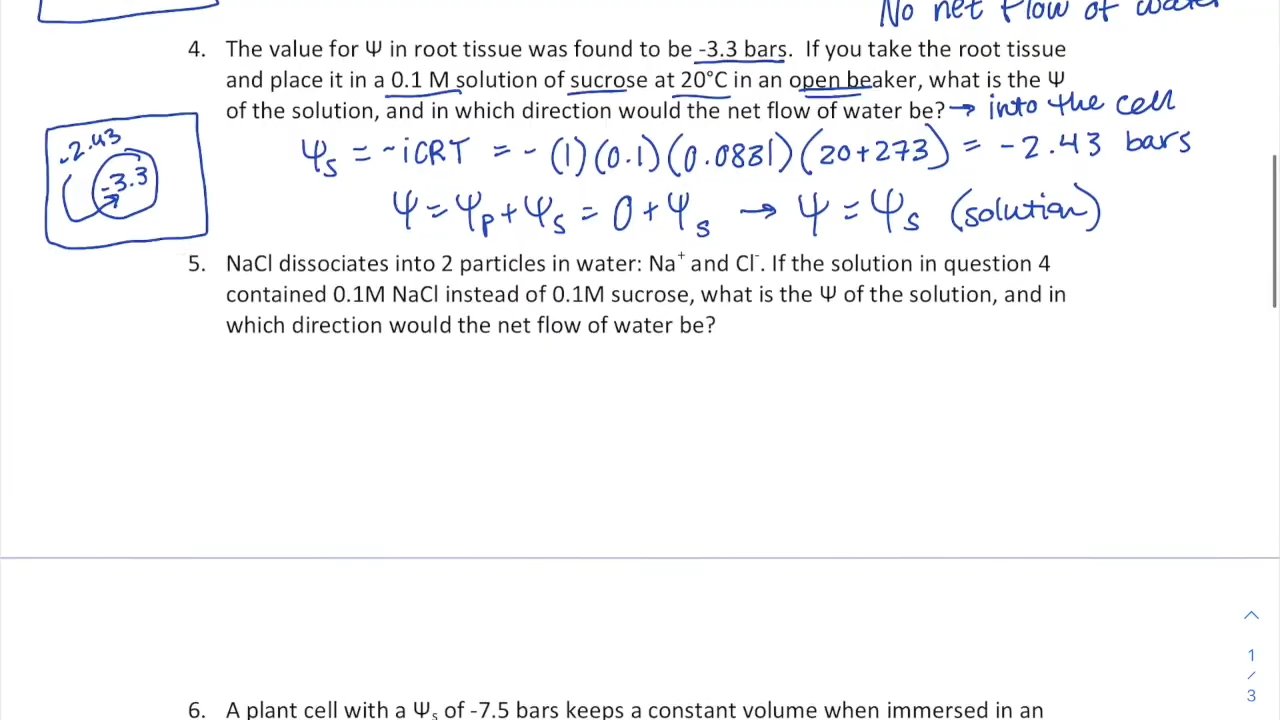 No net flow of water
4. The value for Ψ in root tissue was found to be -3.3 bars. If you take the root tissue
and place it in a 0.1 M solution of sucrose at 20°C in an open beaker, what is the Ψ
of the solution, and in which direction would the net flow of water be? → into the cell
-2.43
-3.3
Ψs = -iCRT = - (1)(0.1)(0.0831)(20+273) = -2.43 bars
Ψ = Ψp + Ψs = 0 + Ψs → Ψ = Ψs (solution)
5. NaCl dissociates into 2 particles in water: Na⁺ and Cl⁻. If the solution in question 4
contained 0.1M NaCl instead of 0.1M sucrose, what is the Ψ of the solution, and in
which direction would the net flow of water be?
1
/
3
6. A plant cell with a Ψs of -7.5 bars keeps a constant volume when immersed in an